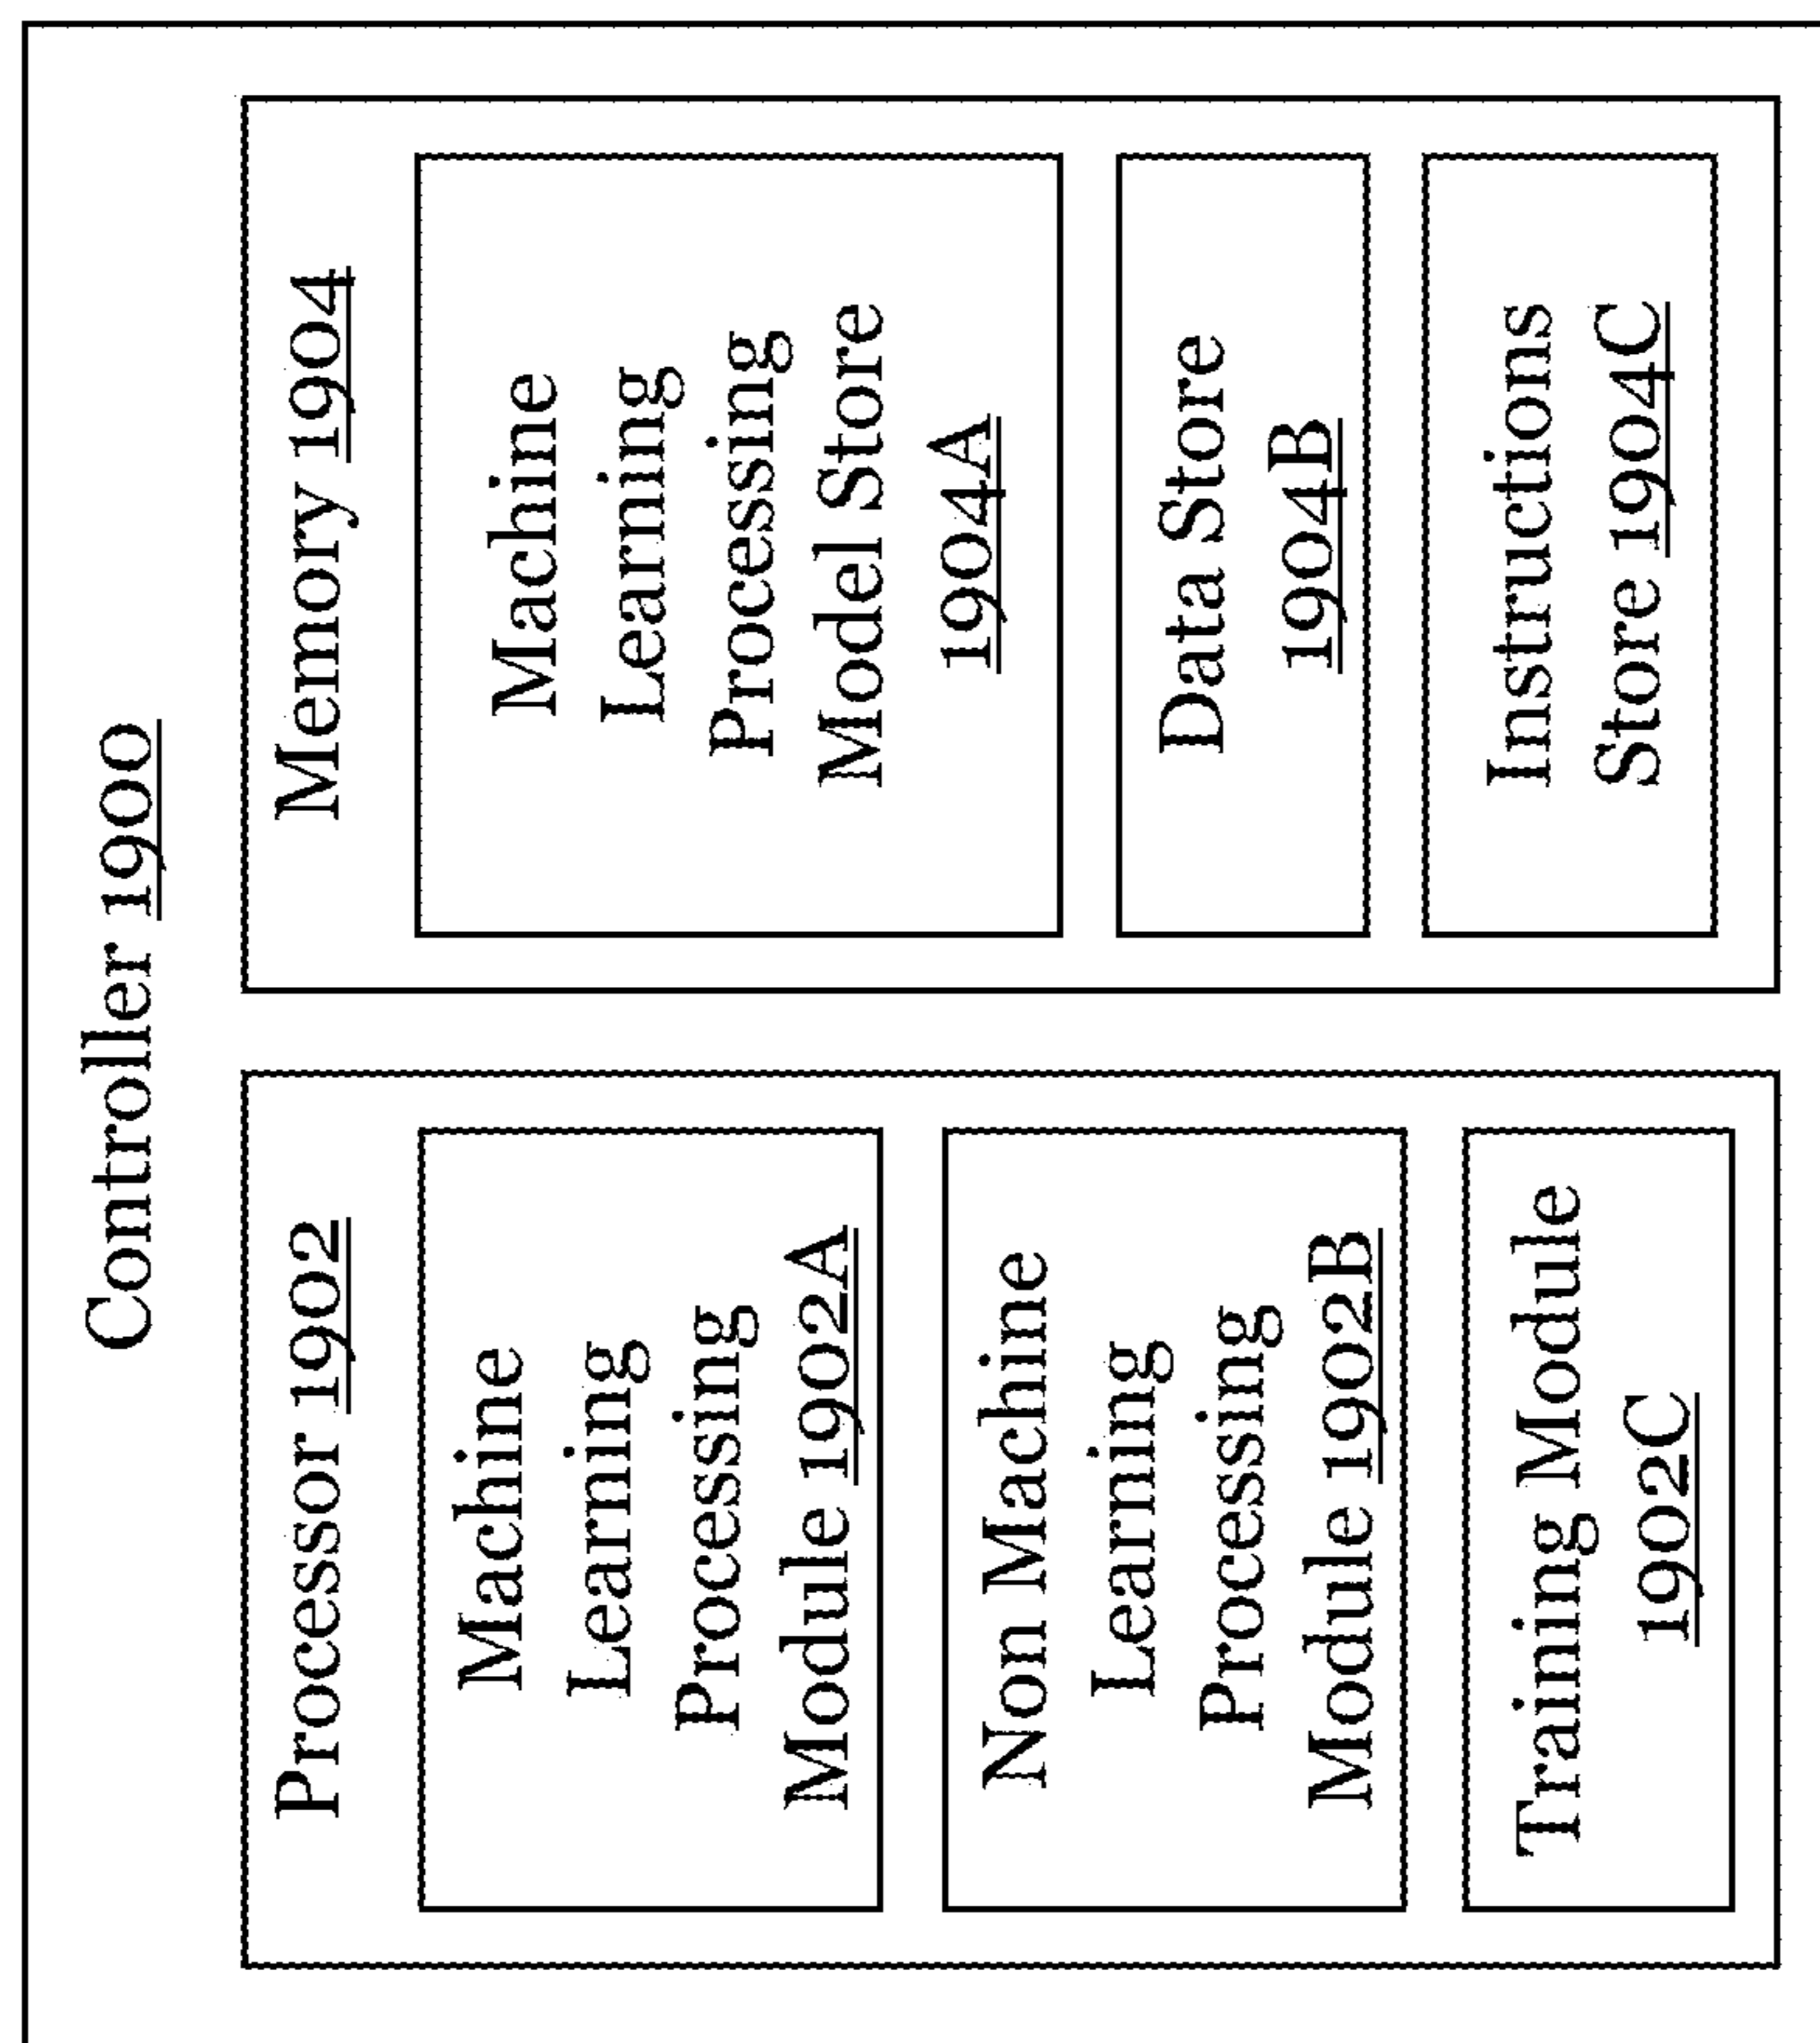 Controller 1900
Processor 1902
Machine
Learning
Processing
Module 1902A
Non Machine
Learning
Processing
Module 1902B
Training Module
1902C
Memory 1904
Machine
Learning
Processing
Model Store
1904A
Data Store
1904B
Instructions
Store 1904C